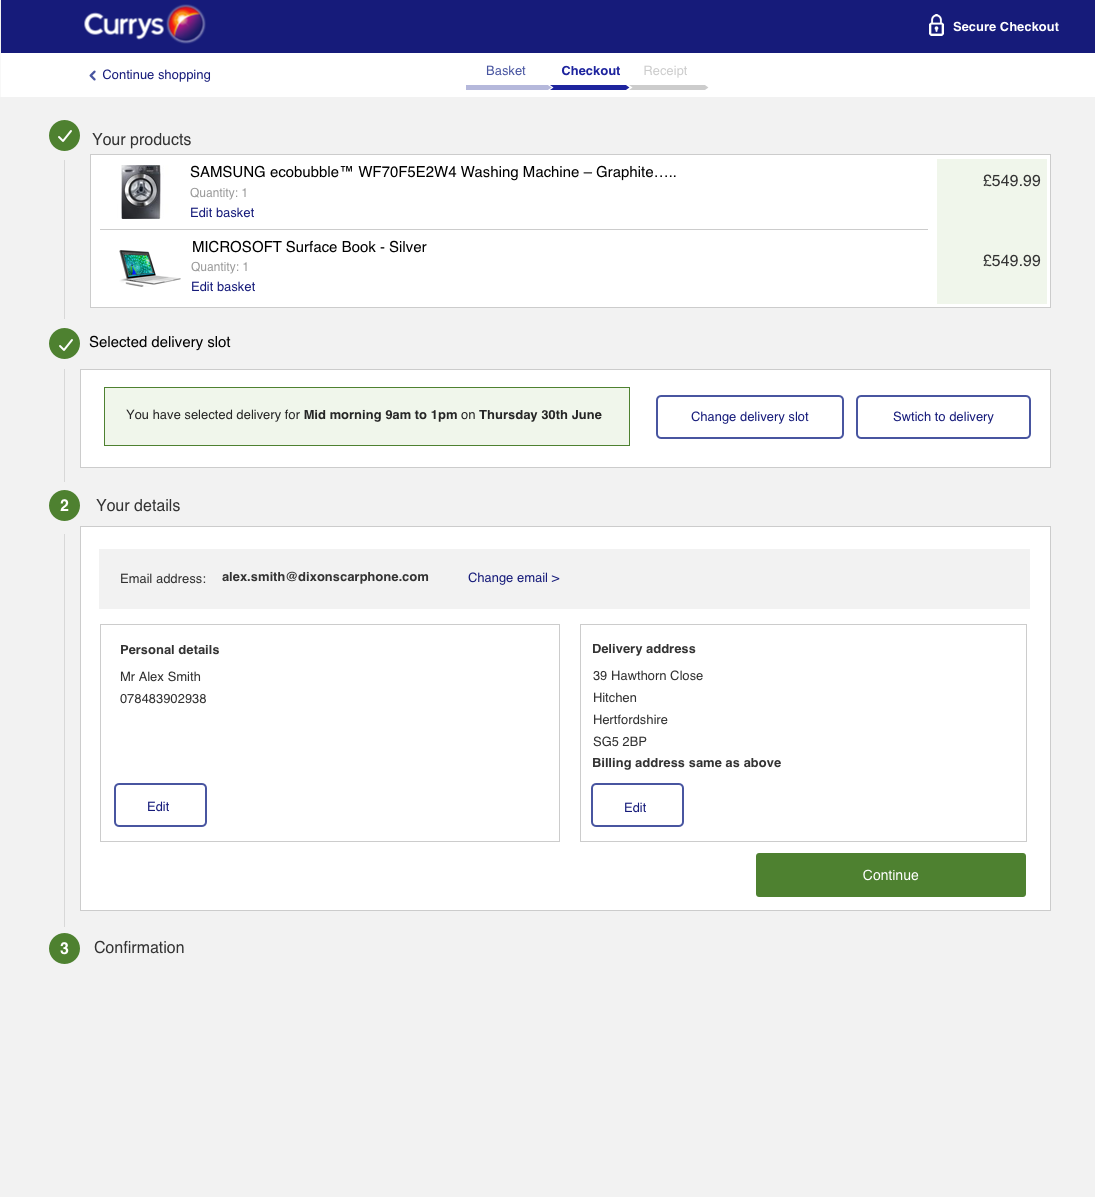 Currys
Secure Checkout
Continue shopping
Basket
Checkout
Receipt
Your products
SAMSUNG ecobubble™ WF70F5E2W4 Washing Machine – Graphite…..
£549.99
Quantity: 1
Edit basket
MICROSOFT Surface Book - Silver
£549.99
Quantity: 1
Edit basket
Selected delivery slot
You have selected delivery for Mid morning 9am to 1pm on Thursday 30th June
Change delivery slot
Swtich to delivery
2
Your details
Email address: alex.smith@dixonscarphone.com
Change email >
Personal details
Mr Alex Smith
078483902938
Edit
Delivery address
39 Hawthorn Close
Hitchen
Hertfordshire
SG5 2BP
Billing address same as above
Edit
Continue
3
Confirmation